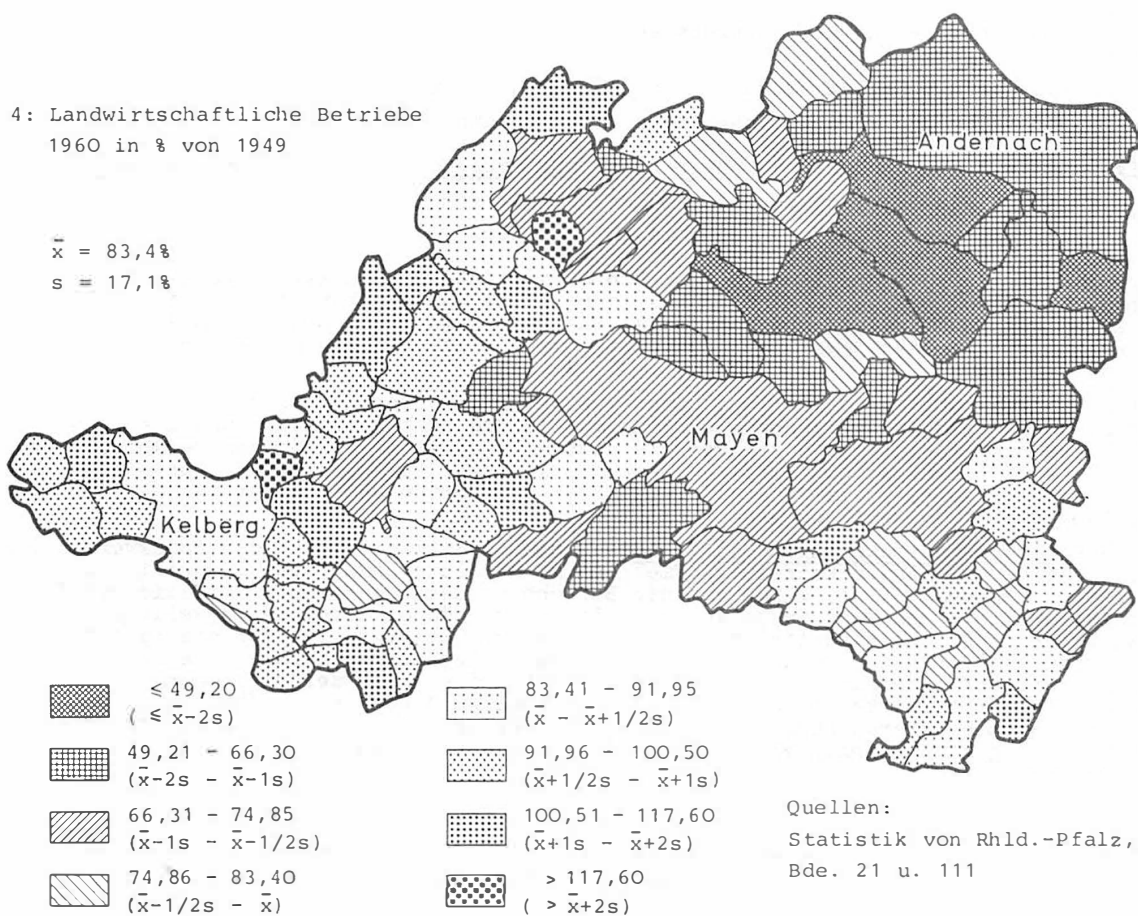 4: Landwirtschaftliche Betriebe
1960 in % von 1949
x̄ = 83,4%
s = 17,1%
Andernach
Mayen
Kelberg
≤ 49,20
( ≤ x̄-2s)
49,21 - 66,30
(x̄-2s - x̄-1s)
66,31 - 74,85
(x̄-1s - x̄-1/2s)
74,86 - 83,40
(x̄-1/2s - x̄)
83,41 - 91,95
(x̄ - x̄+1/2s)
91,96 - 100,50
(x̄+1/2s - x̄+1s)
100,51 - 117,60
(x̄+1s - x̄+2s)
> 117,60
( > x̄+2s)
Quellen:
Statistik von Rhld.-Pfalz,
Bde. 21 u. 111